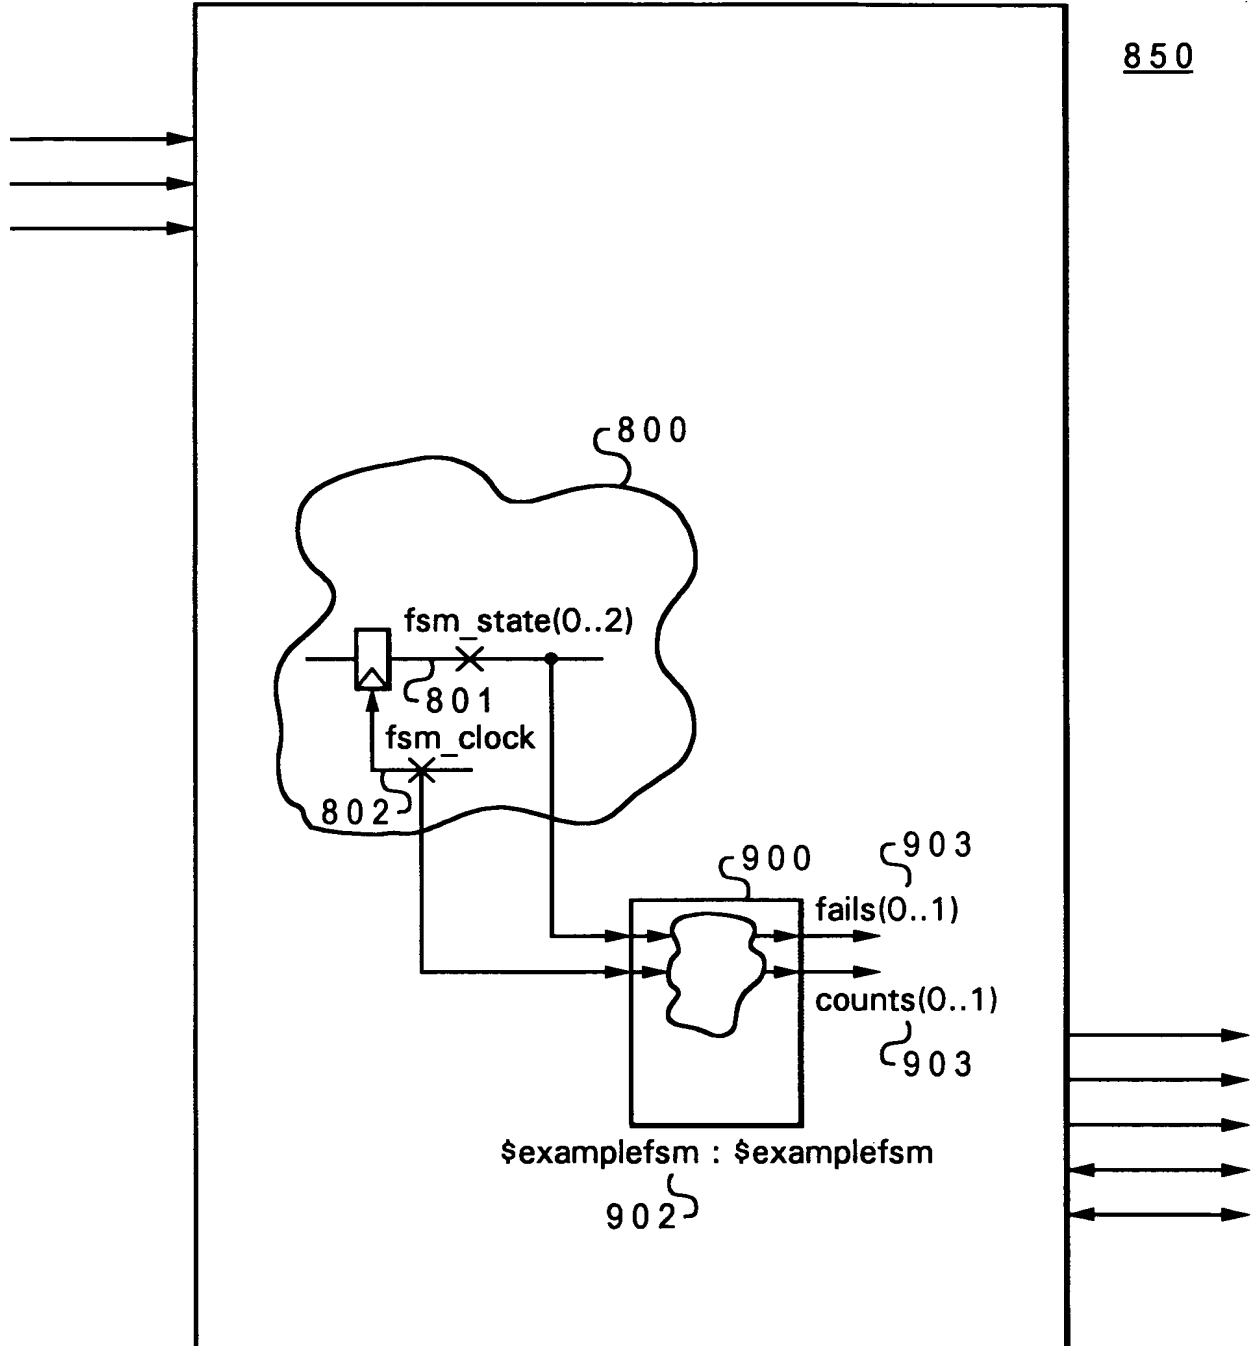 850
800
fsm_state(0..2)
801
fsm_clock
802
903
900
fails(0..1)
counts(0..1)
903
$examplefsm : $examplefsm
902